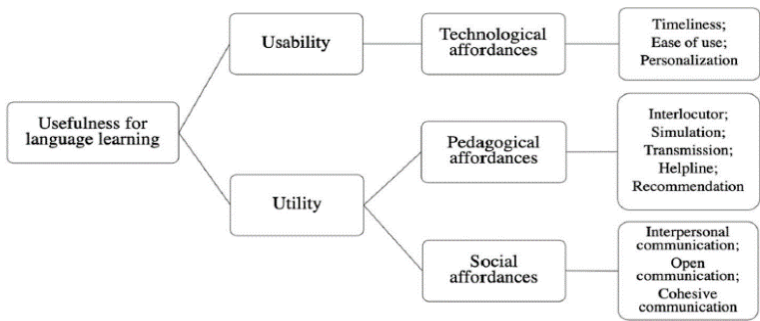 Usefulness for
language learning
Usability
Technological
affordances
Timeliness;
Ease of use;
Personalization
Utility
Pedagogical
affordances
Interlocutor;
Simulation;
Transmission;
Helpline;
Recommendation
Social
affordances
Interpersonal
communication;
Open
communication;
Cohesive
communication